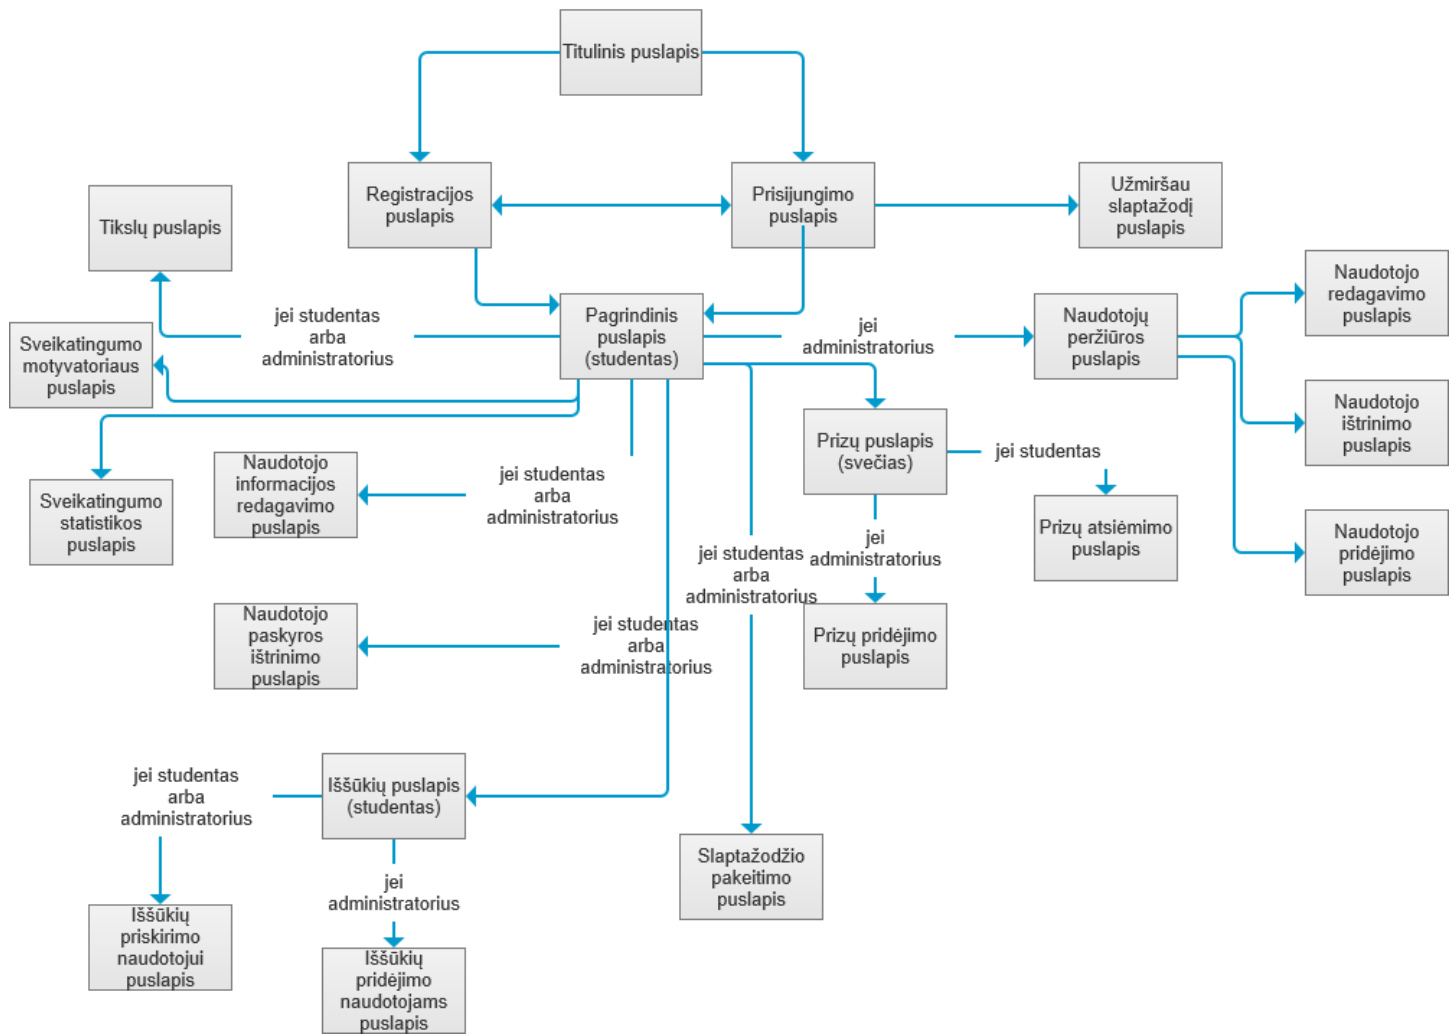 Titulinis puslapis
Registracijos
puslapis
Prisijungimo
puslapis
Užmiršau
slaptažodį
puslapis
Tikslų puslapis
jei studentas
arba
administratorius
Pagrindinis
puslapis
(studentas)
jei
administratorius
Naudotojų
peržiūros
puslapis
Naudotojo
redagavimo
puslapis
Sveikatingumo
motyvatoriaus
puslapis
Naudotojo
ištrinimo
puslapis
Prizų puslapis
(svečias)
jei studentas
Sveikatingumo
statistikos
puslapis
Naudotojo
informacijos
redagavimo
puslapis
jei studentas
arba
administratorius
jei studentas
arba
administratorius
jei
administratorius
Prizų atsiėmimo
puslapis
Naudotojo
pridėjimo
puslapis
Naudotojo
paskyros
ištrinimo
puslapis
jei studentas
arba
administratorius
Prizų pridėjimo
puslapis
jei studentas
arba
administratorius
Iššūkių puslapis
(studentas)
Slaptažodžio
pakeitimo
puslapis
jei
administratorius
Iššūkių
priskirimo
naudotojui
puslapis
Iššūkių
pridėjimo
naudotojams
puslapis